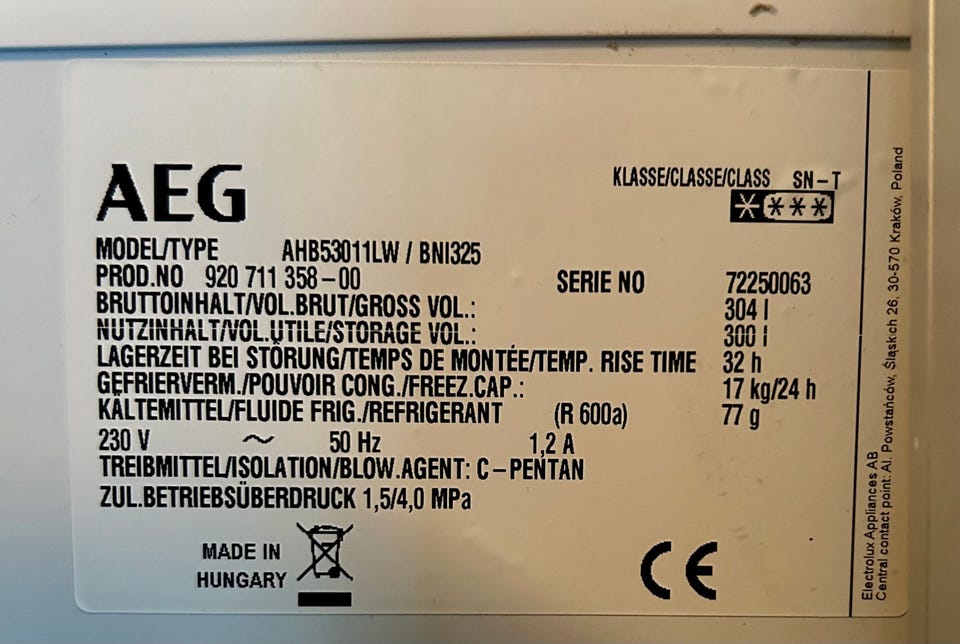 AEG
KLASSE/CLASSE/CLASS SN-T
MODEL/TYPE AHB53011LW / BNI325
PROD.NO 920 711 358-00 SERIE NO 72250063
BRUTTOINHALT/VOL.BRUT/GROSS VOL.: 304 l
NUTZINHALT/VOL.UTILE/STORAGE VOL.: 300 l
LAGERZEIT BEI STÖRUNG/TEMPS DE MONTÉE/TEMP. RISE TIME 32 h
GEFRIERVERM./POUVOIR CONG./FREEZ.CAP.: 17 kg/24 h
KÄLTEMITTEL/FLUIDE FRIG./REFRIGERANT (R 600a) 77 g
230 V ~ 50 Hz 1,2 A
TREIBMITTEL/ISOLATION/BLOW.AGENT: C-PENTAN
ZUL.BETRIEBSÜBERDRUCK 1,5/4,0 MPa
MADE IN
HUNGARY
CE
Electrolux Appliances AB
Central contact point: Al. Powstańców, Śląskich 26, 30-570 Kraków, Poland